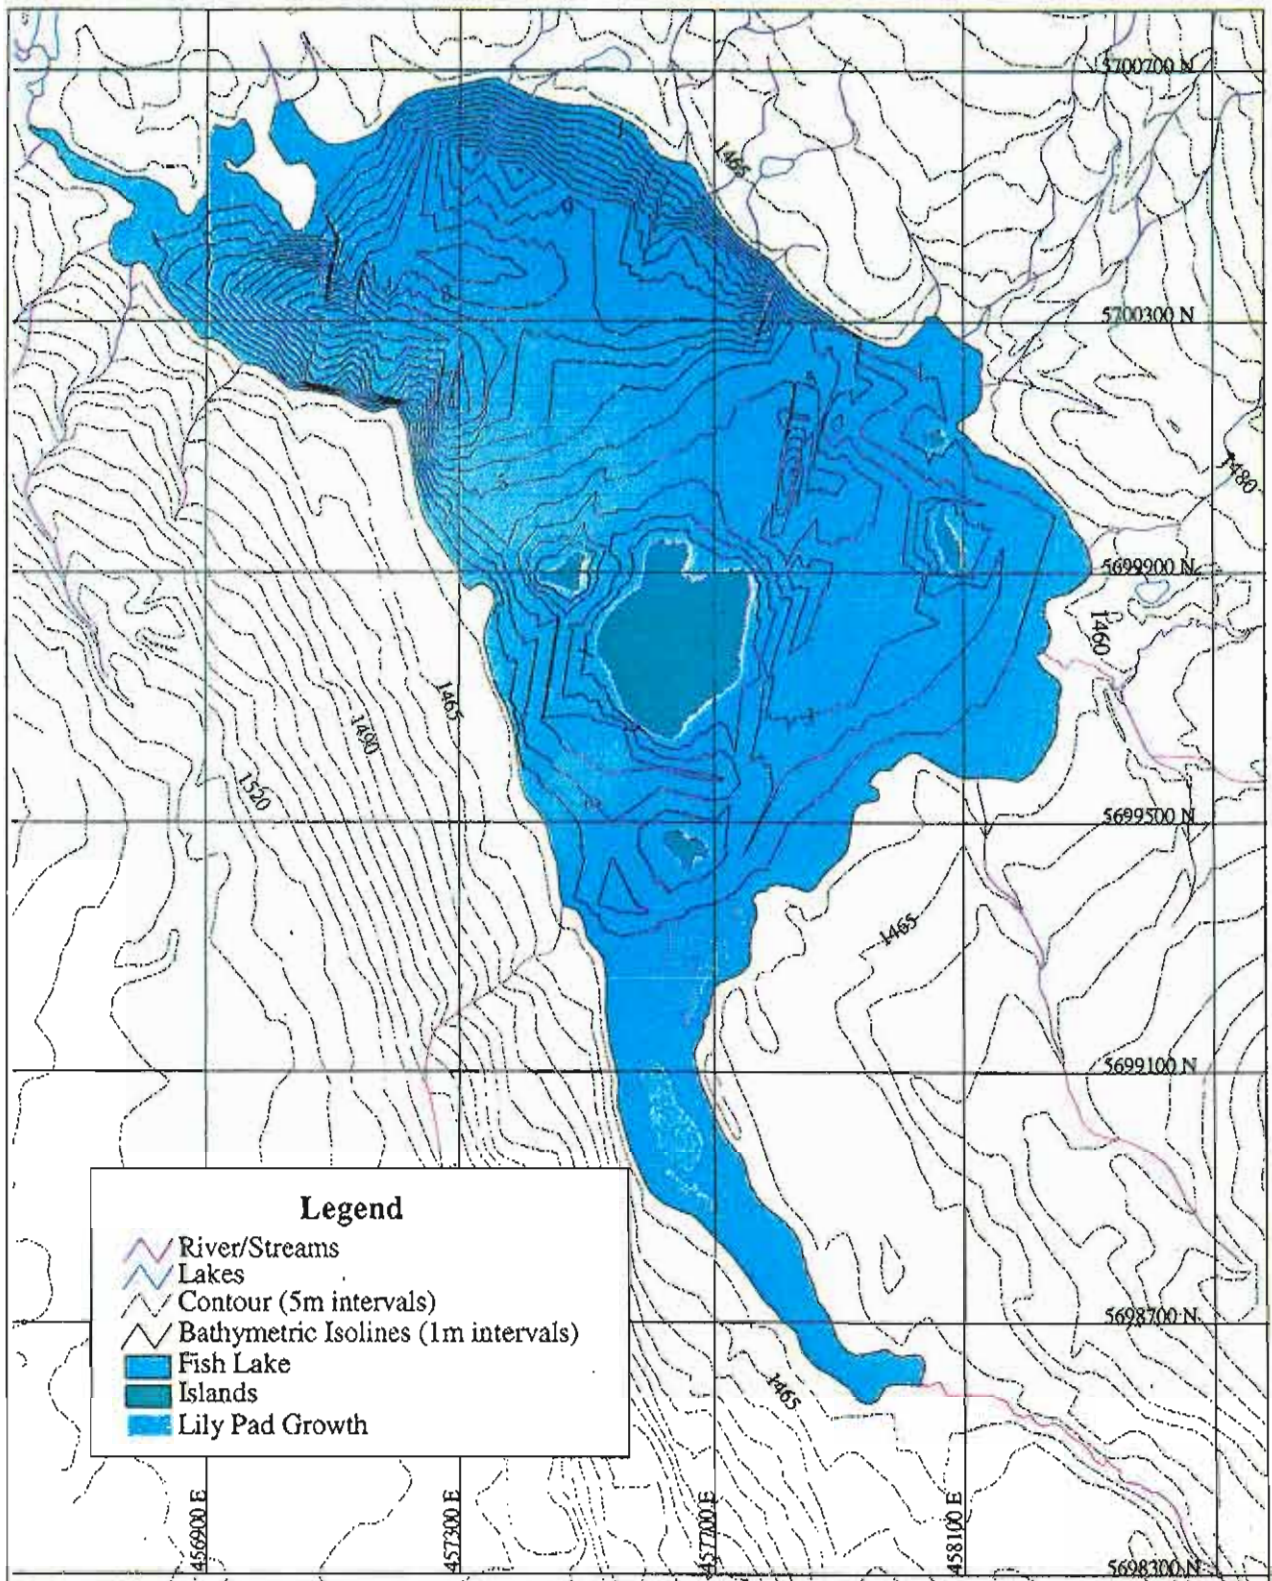 5700700 N
1465
5700300 N
1480
5699900 N
1460
1465
1490
1520
5699500 N
1465
5699100 N
Legend
River/Streams
Lakes
Contour (5m intervals)
Bathymetric Isolines (1m intervals)
Fish Lake
Islands
Lily Pad Growth
5698700 N
1465
456900 E
457300 E
457700 E
458100 E
5698300 N